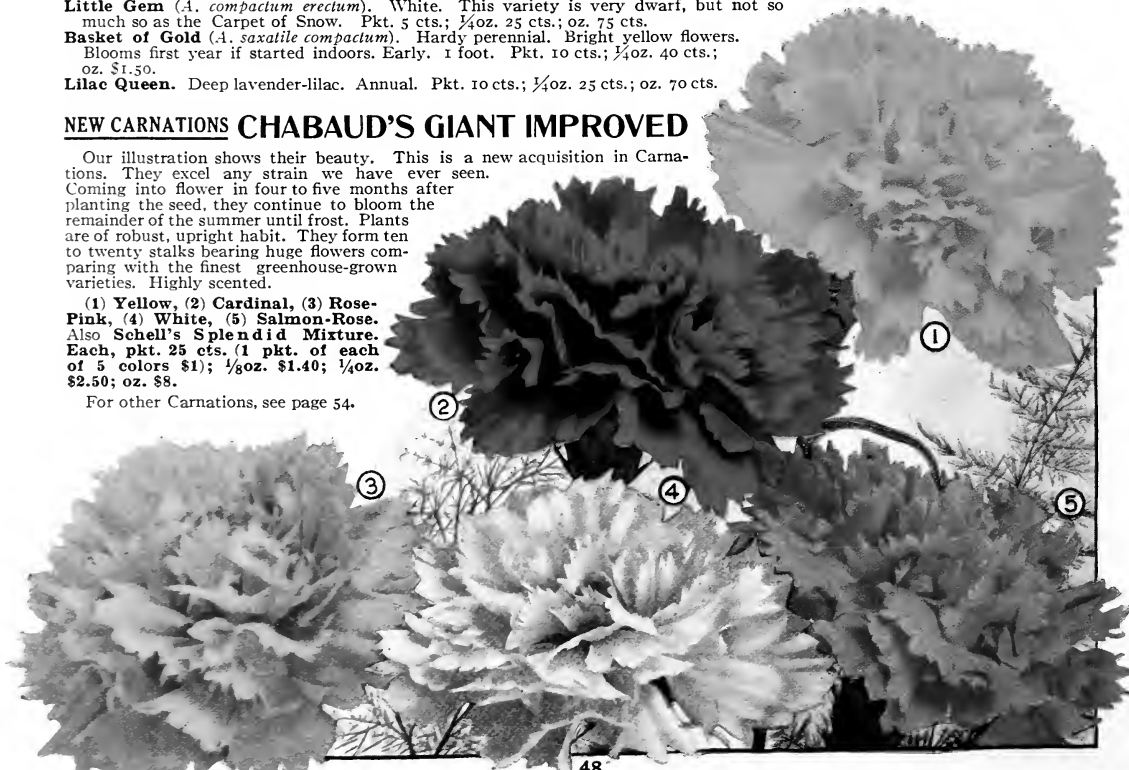 Little Gem (A. compactum erectum). White. This variety is very dwarf, but not so
much so as the Carpet of Snow. Pkt. 5 cts.; ¼oz. 25 cts.; oz. 75 cts.
Basket of Gold (A. saxatile compactum). Hardy perennial. Bright yellow flowers.
Blooms first year if started indoors. Early. 1 foot. Pkt. 10 cts.; ¼oz. 40 cts.;
oz. $1.50.
Lilac Queen. Deep lavender-lilac. Annual. Pkt. 10 cts.; ¼oz. 25 cts.; oz. 70 cts.
NEW CARNATIONS CHABAUD'S GIANT IMPROVED
Our illustration shows their beauty. This is a new acquisition in Carna-
tions. They excel any strain we have ever seen.
Coming into flower in four to five months after
planting the seed, they continue to bloom the
remainder of the summer until frost. Plants
are of robust, upright habit. They form ten
to twenty stalks bearing huge flowers com-
paring with the finest greenhouse-grown
varieties. Highly scented.
(1) Yellow, (2) Cardinal, (3) Rose-
Pink, (4) White, (5) Salmon-Rose.
Also Schell's Splendid Mixture.
Each, pkt. 25 cts. (1 pkt. of each
of 5 colors $1); ⅛oz. $1.40; ¼oz.
$2.50; oz. $8.
For other Carnations, see page 54.
1
2
3
4
5
48